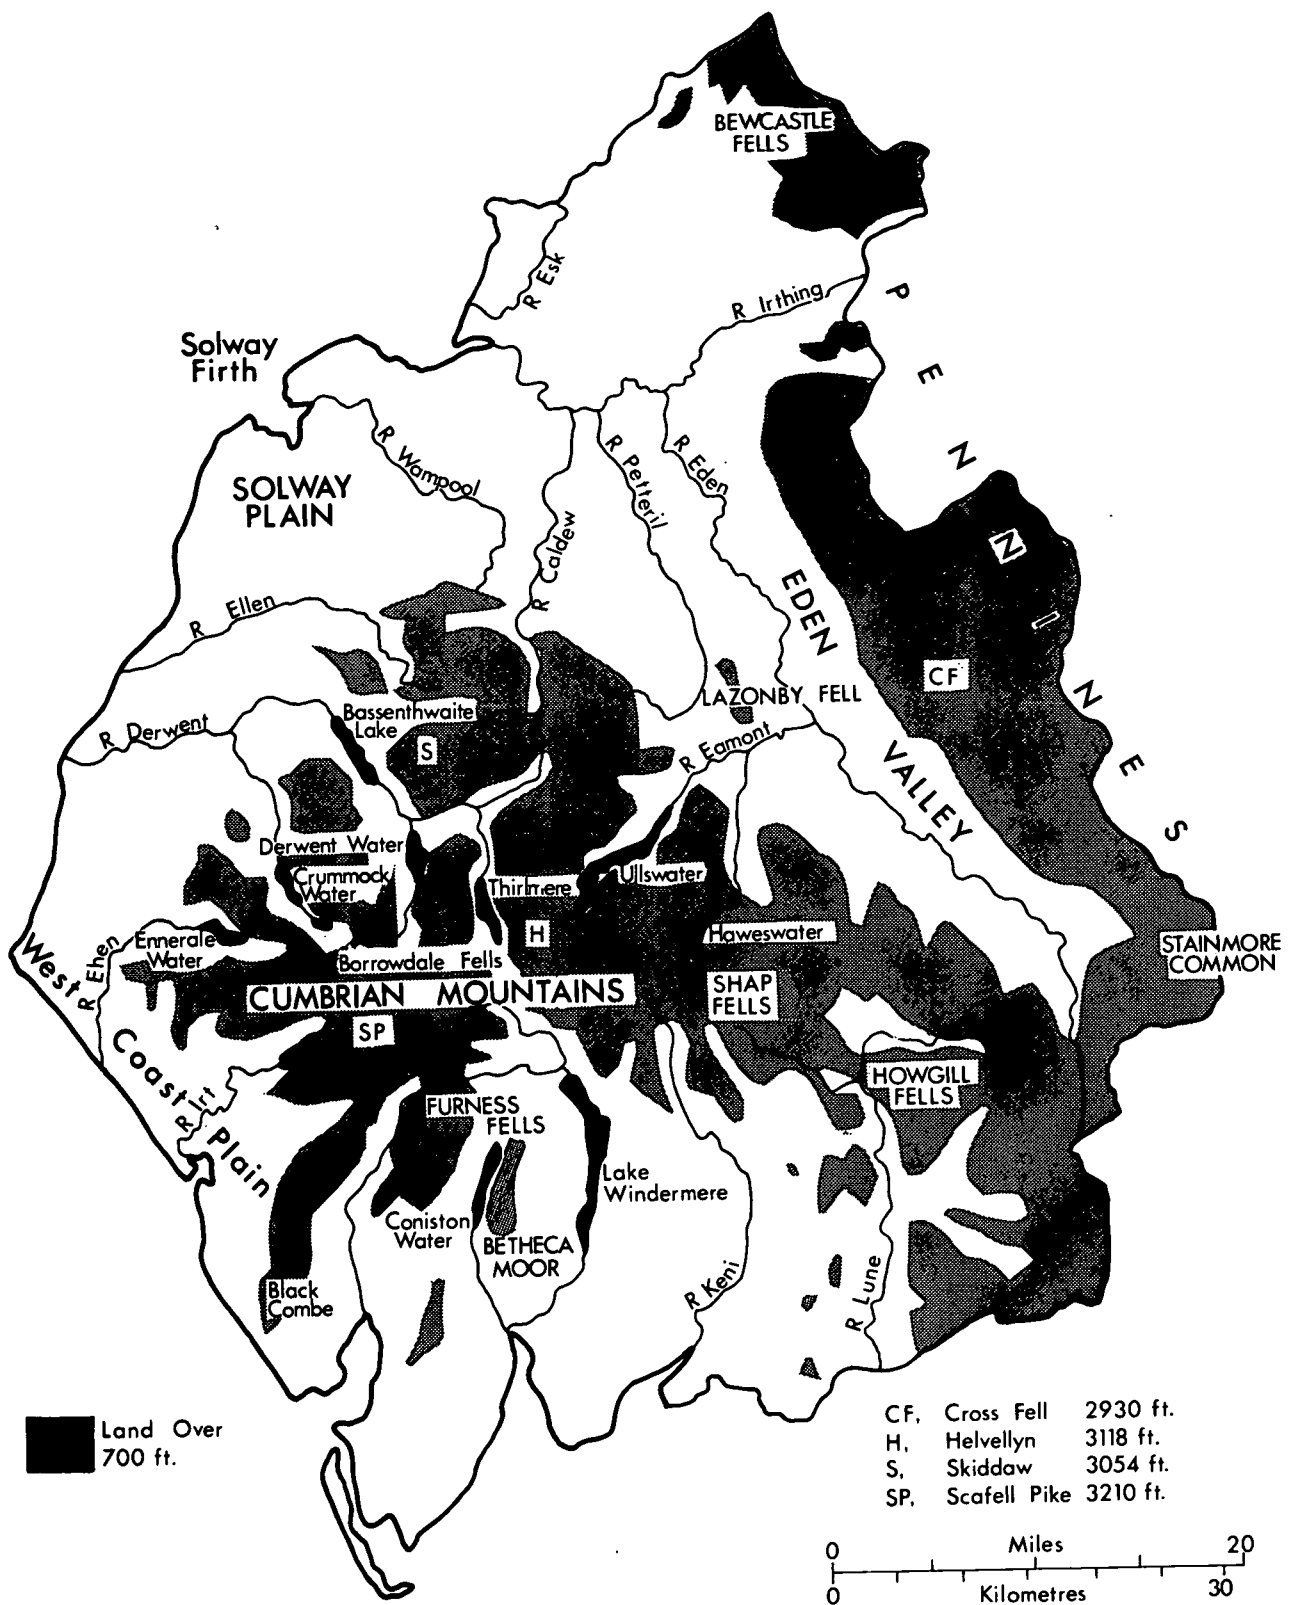 BEWCASTLE
FELLS
R Esk
R Irthing
Solway
Firth
PENNINES
R Wampool
R Petteril
R Eden
SOLWAY
PLAIN
R Caldew
EDEN VALLEY
R Ellen
CF
LAZONBY FELL
Bassenthwaite
Lake
S
R Derwent
R Eamont
Derwent Water
Crummock
Water
Thirlmere
Ullswater
H
Haweswater
Ennerale
Water
Borrowdale Fells
STAINMORE
COMMON
R Ehen
CUMBRIAN MOUNTAINS
SHAP
FELLS
SP
West Coast Plain
HOWGILL
FELLS
R Irt
FURNESS
FELLS
Lake
Windermere
Coniston
Water
BETHECA
MOOR
R Keni
R Lune
Black
Combe
Land Over
700 ft.
CF, Cross Fell 2930 ft.
H, Helvellyn 3118 ft.
S, Skiddaw 3054 ft.
SP, Scafell Pike 3210 ft.
0 Miles 20
0 Kilometres 30